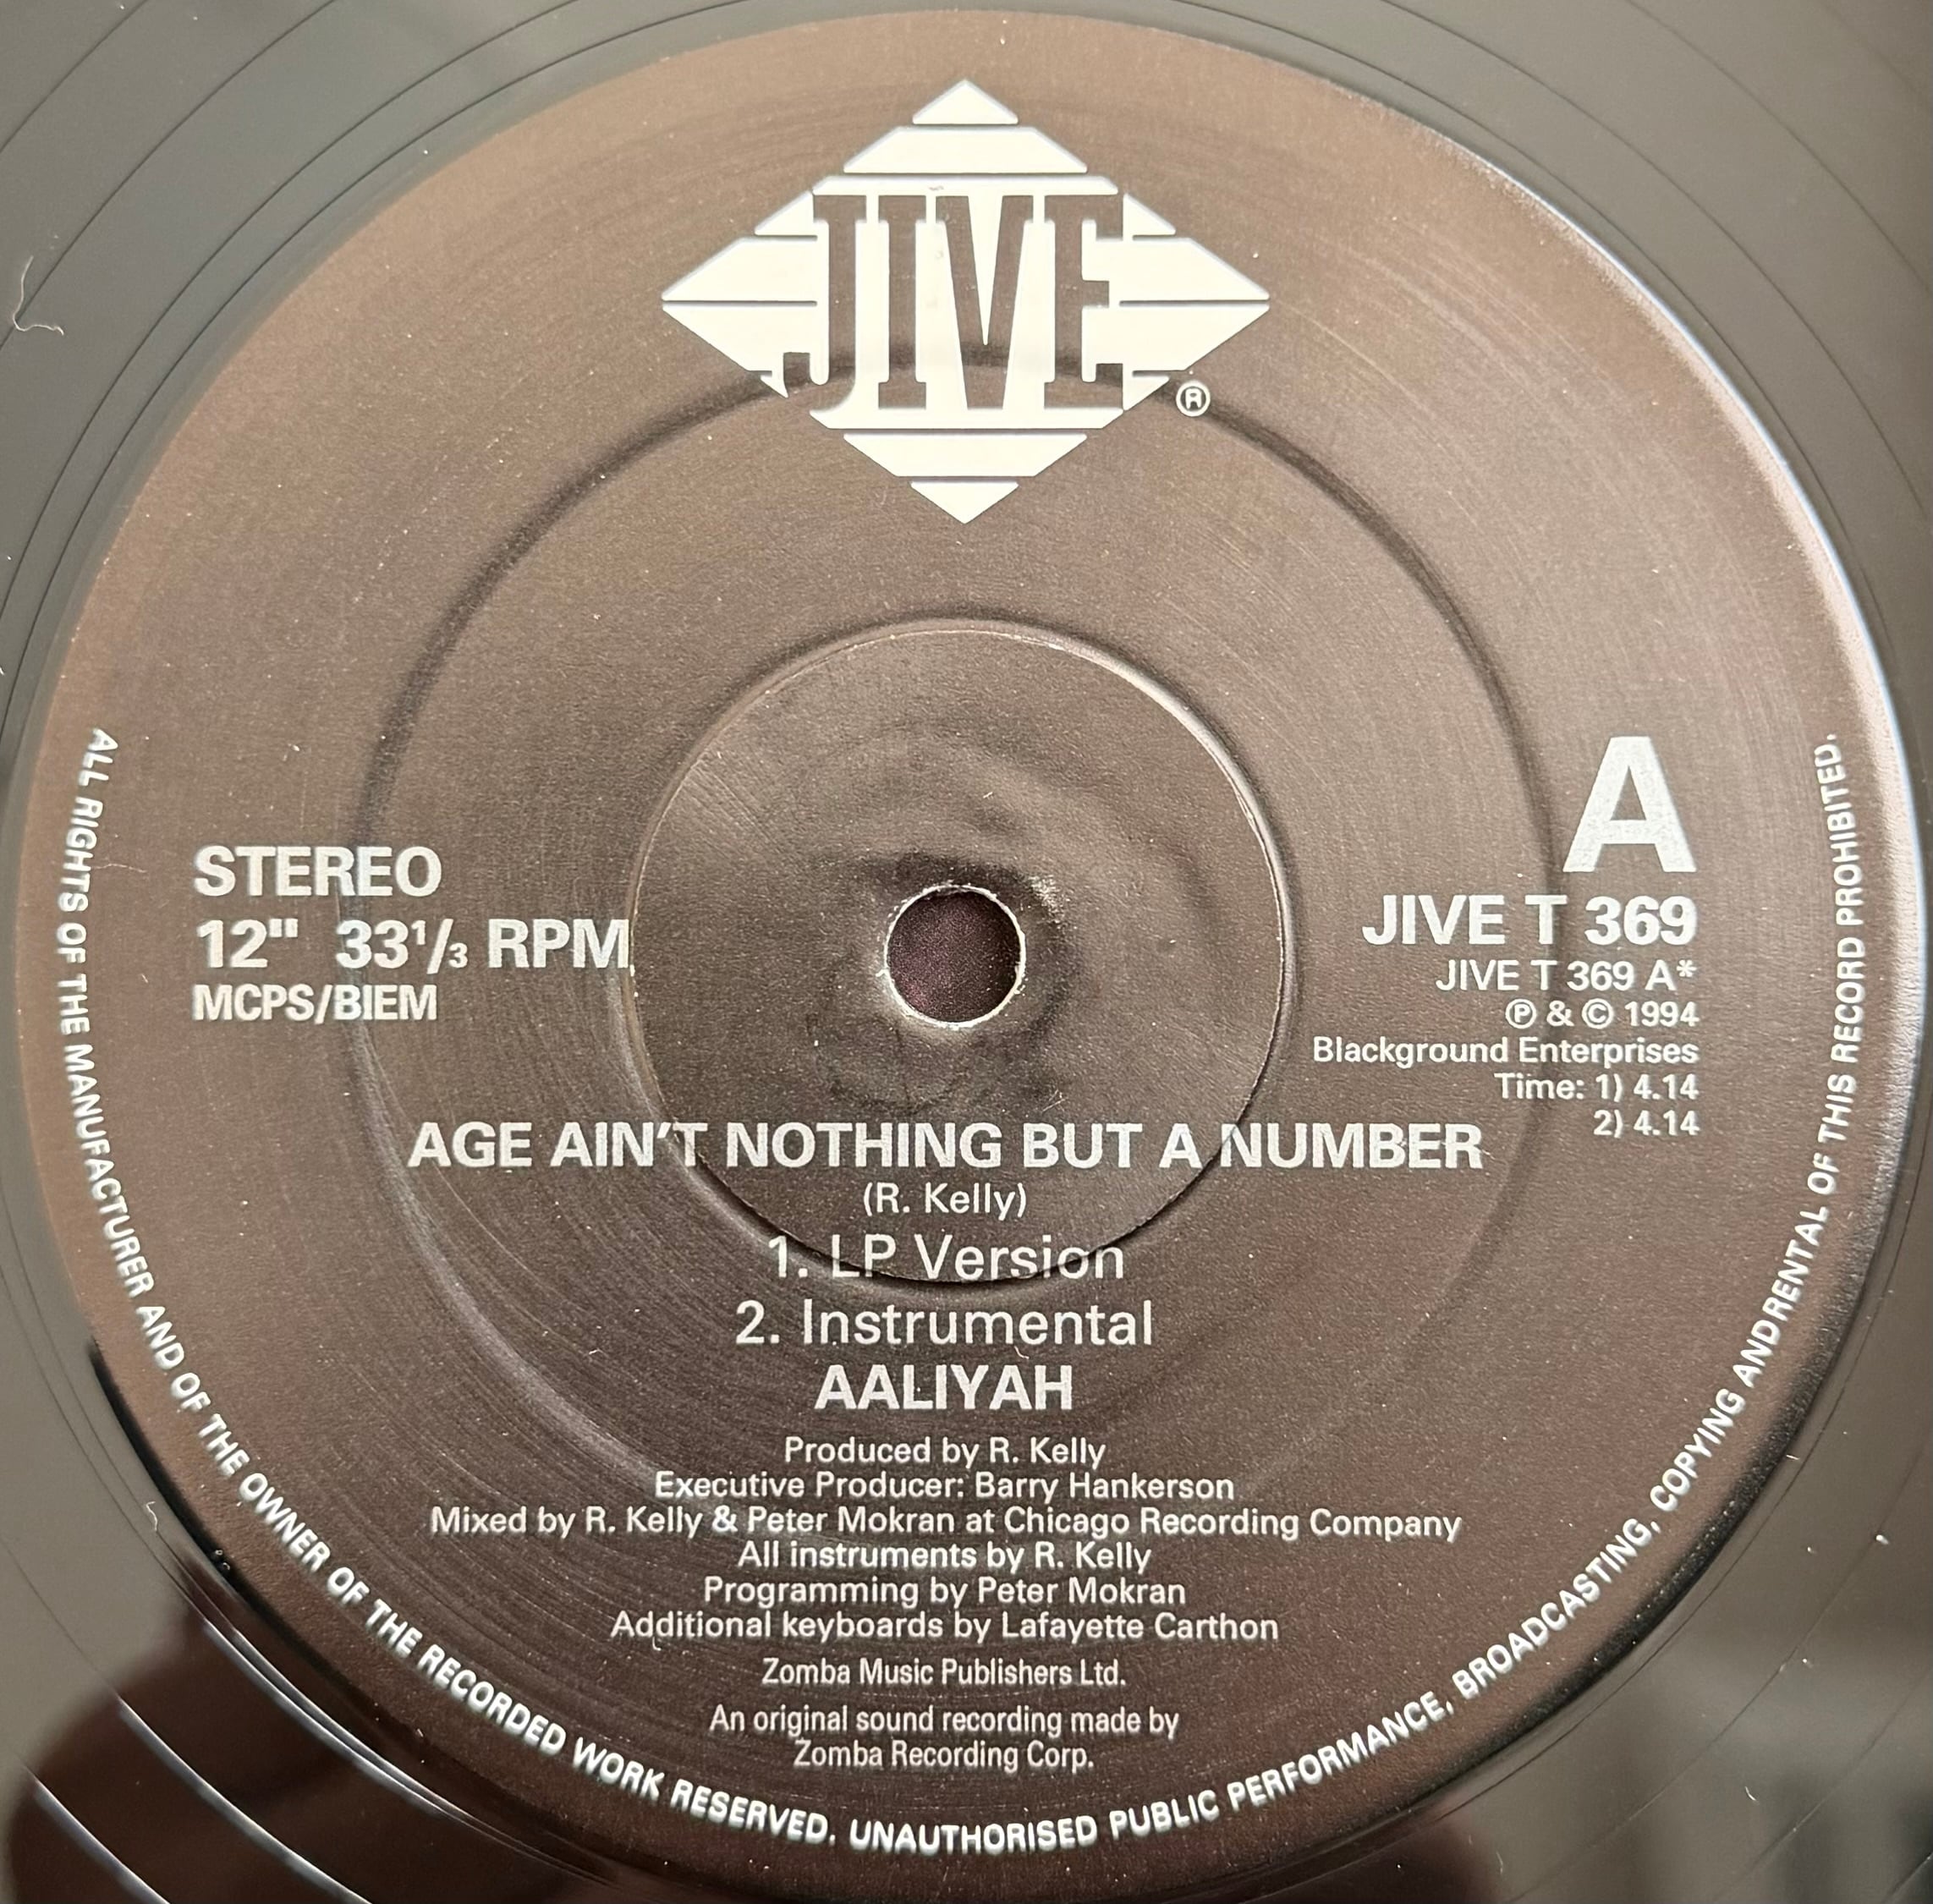 JIVE
®
A
STEREO
12" 33¹/₃ RPM
MCPS/BIEM
JIVE T 369
JIVE T 369 A*
℗ & © 1994
Blackground Enterprises
Time: 1) 4.14
2) 4.14
AGE AIN'T NOTHING BUT A NUMBER
(R. Kelly)
1. LP Version
2. Instrumental
AALIYAH
Produced by R. Kelly
Executive Producer: Barry Hankerson
Mixed by R. Kelly & Peter Mokran at Chicago Recording Company
All instruments by R. Kelly
Programming by Peter Mokran
Additional keyboards by Lafayette Carthon
Zomba Music Publishers Ltd.
An original sound recording made by
Zomba Recording Corp.
ALL RIGHTS OF THE MANUFACTURER AND OF THE OWNER OF THE RECORDED WORK RESERVED. UNAUTHORISED PUBLIC PERFORMANCE, BROADCASTING, COPYING AND RENTAL OF THIS RECORD PROHIBITED.